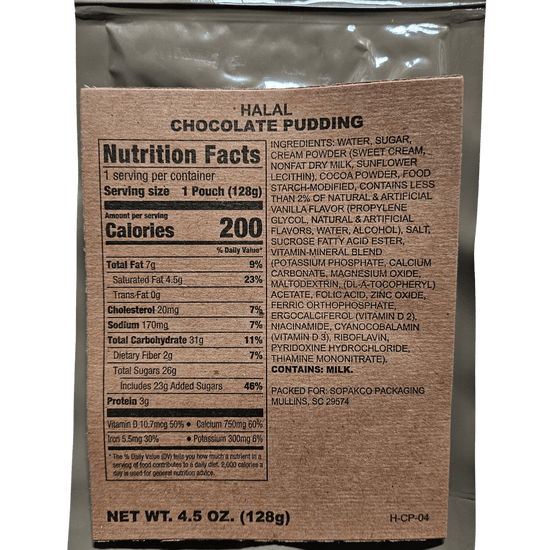 HALAL
CHOCOLATE PUDDING
Nutrition Facts
1 serving per container
Serving size 1 Pouch (128g)
Amount per serving
Calories 200
% Daily Value*
Total Fat 7g 9%
Saturated Fat 4.5g 23%
Trans Fat 0g
Cholesterol 20mg 7%
Sodium 170mg 7%
Total Carbohydrate 31g 11%
Dietary Fiber 2g 7%
Total Sugars 26g
Includes 23g Added Sugars 46%
Protein 3g
Vitamin D 10.7mcg 50% • Calcium 750mg 60%
Iron 5.5mg 30% • Potassium 300mg 6%
* The % Daily Value (DV) tells you how much a nutrient in a
serving of food contributes to a daily diet. 2,000 calories a
day is used for general nutrition advice.
INGREDIENTS: WATER, SUGAR,
CREAM POWDER (SWEET CREAM,
NONFAT DRY MILK, SUNFLOWER
LECITHIN), COCOA POWDER, FOOD
STARCH-MODIFIED, CONTAINS LESS
THAN 2% OF NATURAL & ARTIFICIAL
VANILLA FLAVOR (PROPYLENE
GLYCOL, NATURAL & ARTIFICIAL
FLAVORS, WATER, ALCOHOL), SALT,
SUCROSE FATTY ACID ESTER,
VITAMIN-MINERAL BLEND
(POTASSIUM PHOSPHATE, CALCIUM
CARBONATE, MAGNESIUM OXIDE,
MALTODEXTRIN, (DL-A-TOCOPHERYL)
ACETATE, FOLIC ACID, ZINC OXIDE,
FERRIC ORTHOPHOSPHATE,
ERGOCALCIFEROL (VITAMIN D 2),
NIACINAMIDE, CYANOCOBALAMIN
(VITAMIN D 3), RIBOFLAVIN,
PYRIDOXINE HYDROCHLORIDE,
THIAMINE MONONITRATE).
CONTAINS: MILK.
PACKED FOR: SOPAKCO PACKAGING
MULLINS, SC 29574
NET WT. 4.5 OZ. (128g)
H-CP-04